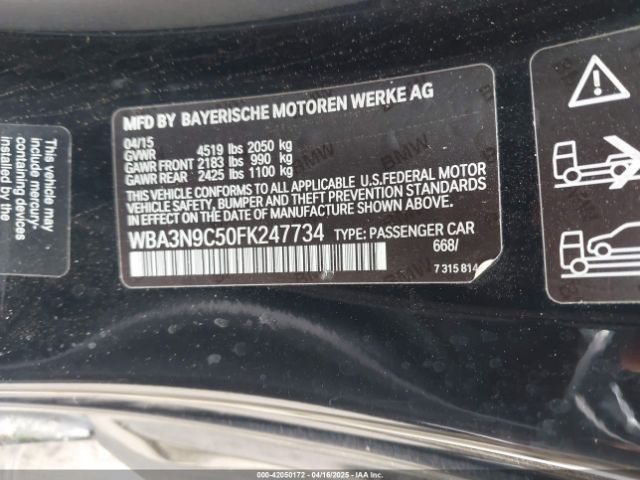 MFD BY BAYERISCHE MOTOREN WERKE AG
04/15
GVWR 4519 lbs 2050 kg
GAWR FRONT 2183 lbs 990 kg
GAWR REAR 2425 lbs 1100 kg
THIS VEHICLE CONFORMS TO ALL APPLICABLE U.S.FEDERAL MOTOR
VEHICLE SAFETY, BUMPER AND THEFT PREVENTION STANDARDS
IN EFFECT ON THE DATE OF MANUFACTURE SHOWN ABOVE.
WBA3N9C50FK247734 TYPE: PASSENGER CAR
668/
7 315 814
BMW
This vehicle may
include mercury-
containing devices
installed by the
000-42050172 - 04/16/2025 - IAAI, Inc.